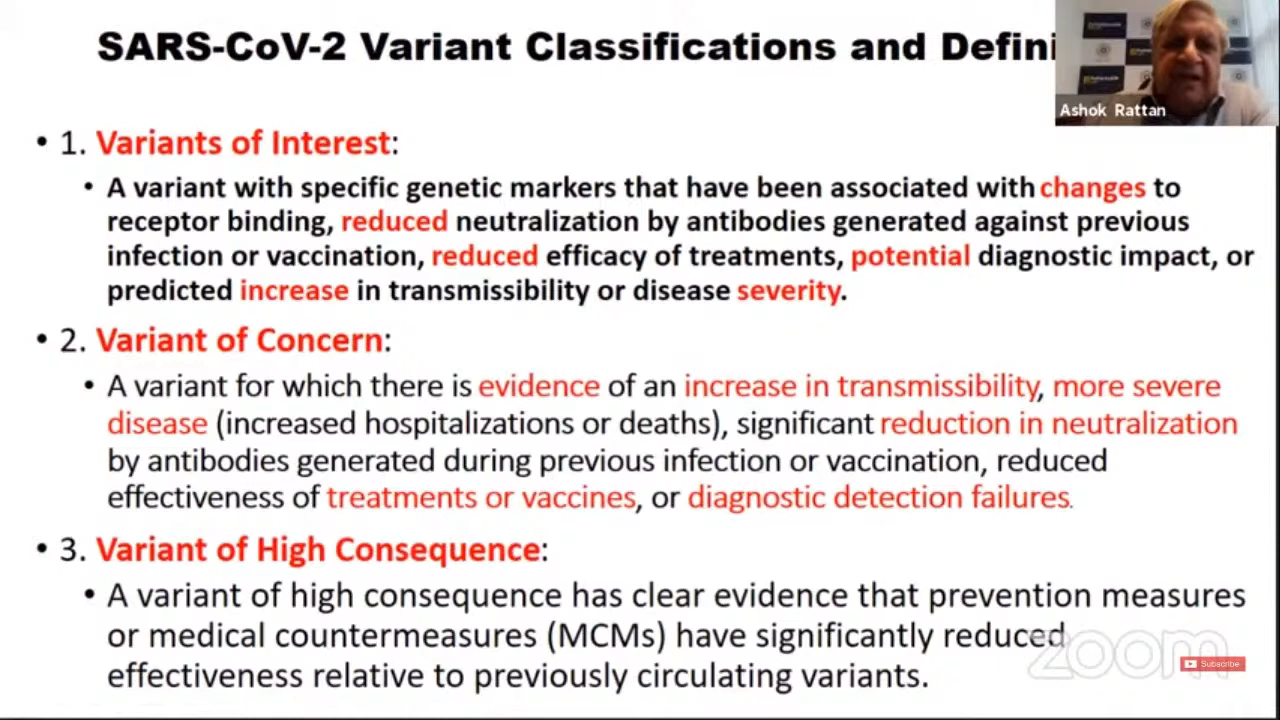 SARS-CoV-2 Variant Classifications and Defini
Ashok Rattan
• 1. Variants of Interest:
• A variant with specific genetic markers that have been associated with changes to
receptor binding, reduced neutralization by antibodies generated against previous
infection or vaccination, reduced efficacy of treatments, potential diagnostic impact, or
predicted increase in transmissibility or disease severity.
• 2. Variant of Concern:
• A variant for which there is evidence of an increase in transmissibility, more severe
disease (increased hospitalizations or deaths), significant reduction in neutralization
by antibodies generated during previous infection or vaccination, reduced
effectiveness of treatments or vaccines, or diagnostic detection failures.
• 3. Variant of High Consequence:
• A variant of high consequence has clear evidence that prevention measures
or medical countermeasures (MCMs) have significantly reduced
effectiveness relative to previously circulating variants.
zoom
Subscribe